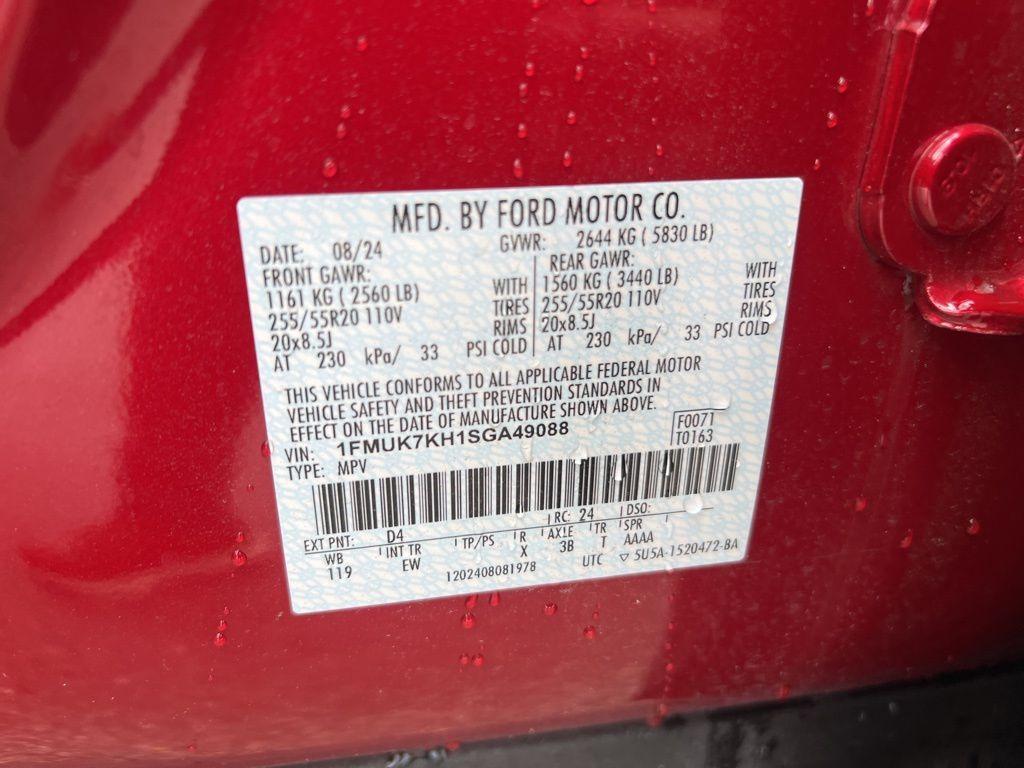 MFD. BY FORD MOTOR CO.
DATE: 08/24 GVWR: 2644 KG ( 5830 LB)
FRONT GAWR: REAR GAWR:
1161 KG ( 2560 LB) WITH 1560 KG ( 3440 LB) WITH
255/55R20 110V TIRES 255/55R20 110V TIRES
20x8.5J RIMS 20x8.5J RIMS
AT 230 kPa/ 33 PSI COLD AT 230 kPa/ 33 PSI COLD
THIS VEHICLE CONFORMS TO ALL APPLICABLE FEDERAL MOTOR
VEHICLE SAFETY AND THEFT PREVENTION STANDARDS IN
EFFECT ON THE DATE OF MANUFACTURE SHOWN ABOVE.
VIN: 1FMUK7KH1SGA49088 F0071
TYPE: MPV T0163
EXT PNT: D4 RC: 24 DSO:
WB INT TR TP/PS R AXLE TR SPR
119 EW X 3B T AAAA
1202408081978 UTC ▽ SU5A-1520472-BA